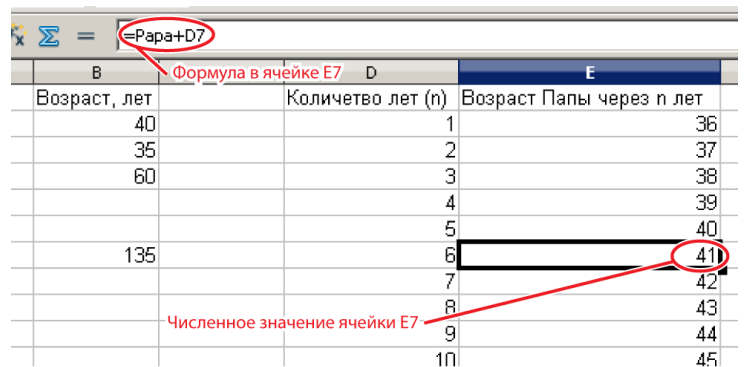 =Papa+D7
Формула в ячейке E7
B D E
Возраст, лет Количетво лет (n) Возраст Папы через n лет
40 1 36
35 2 37
60 3 38
4 39
5 40
135 6 41
7 42
8 43
Численное значение ячейки E7
9 44
10 45